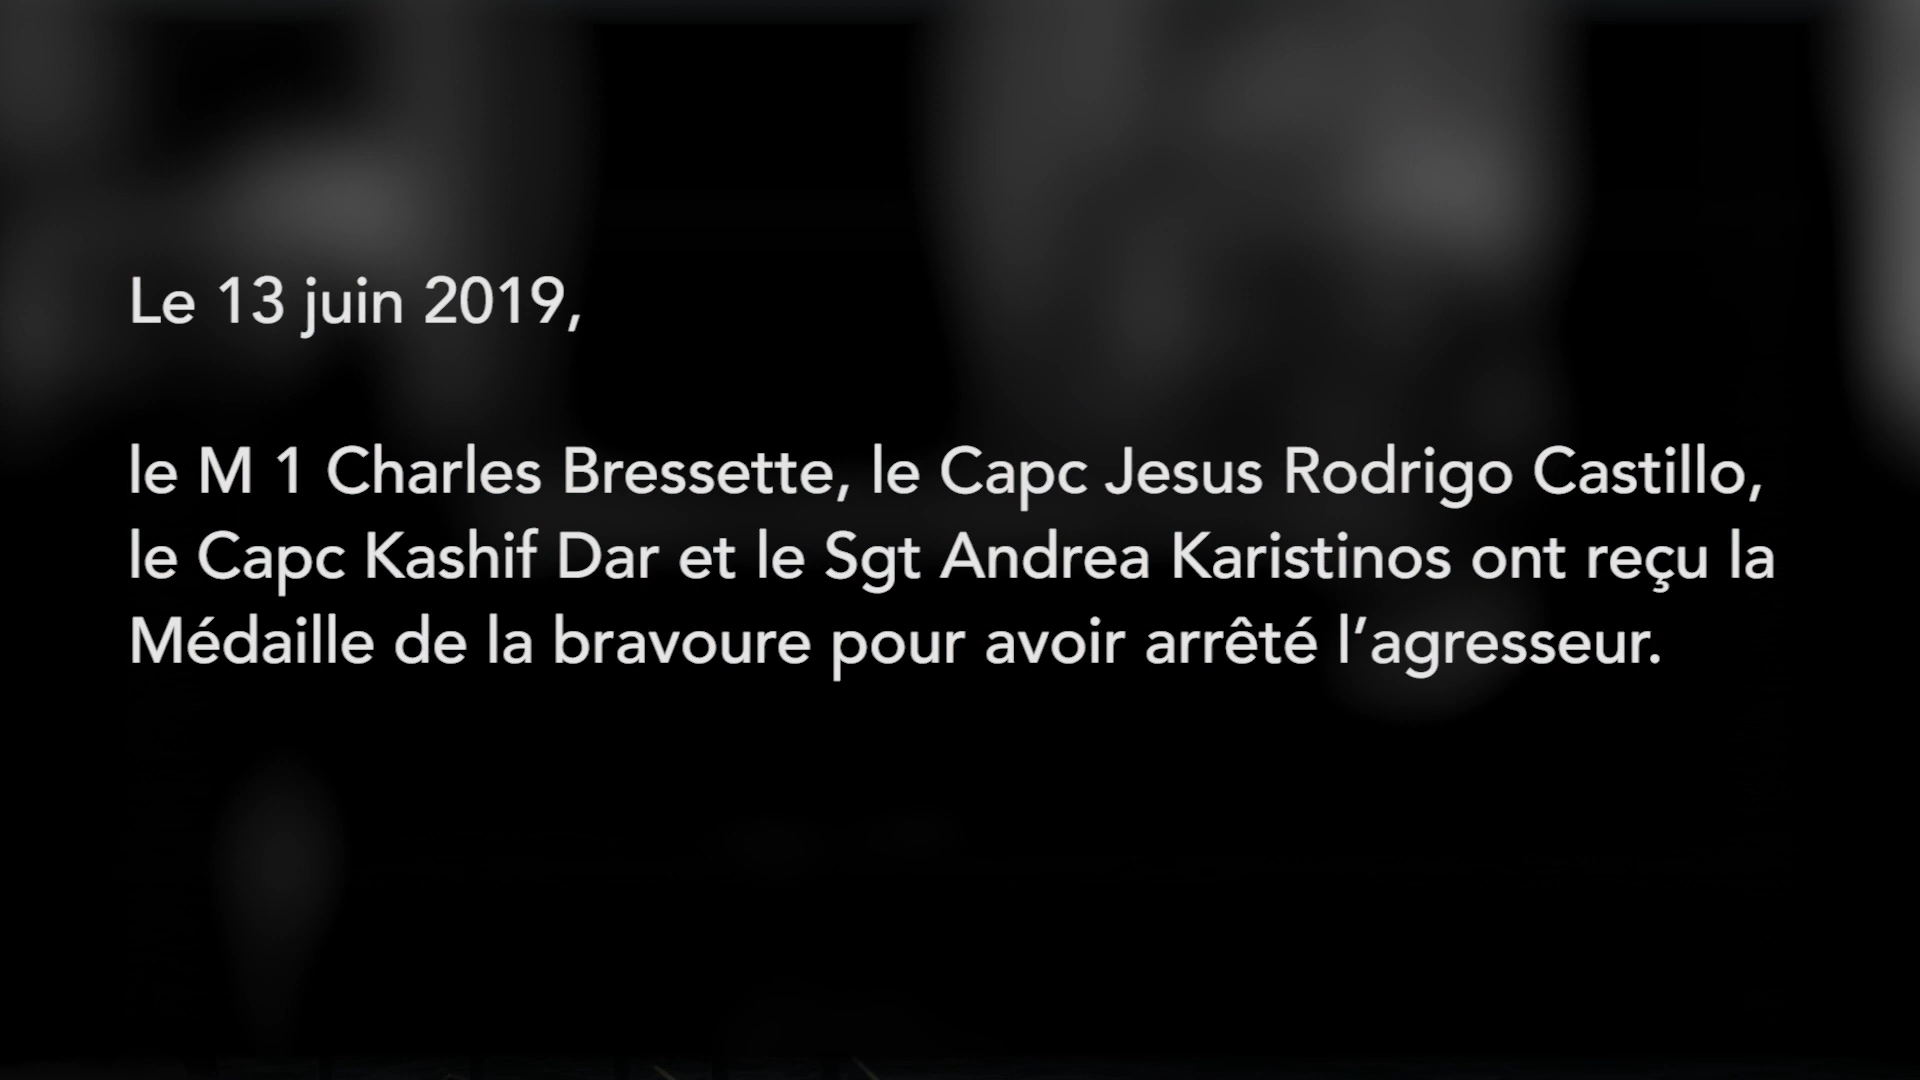 Le 13 juin 2019,
le M 1 Charles Bressette, le Capc Jesus Rodrigo Castillo,
le Capc Kashif Dar et le Sgt Andrea Karistinos ont reçu la
Médaille de la bravoure pour avoir arrêté l’agresseur.